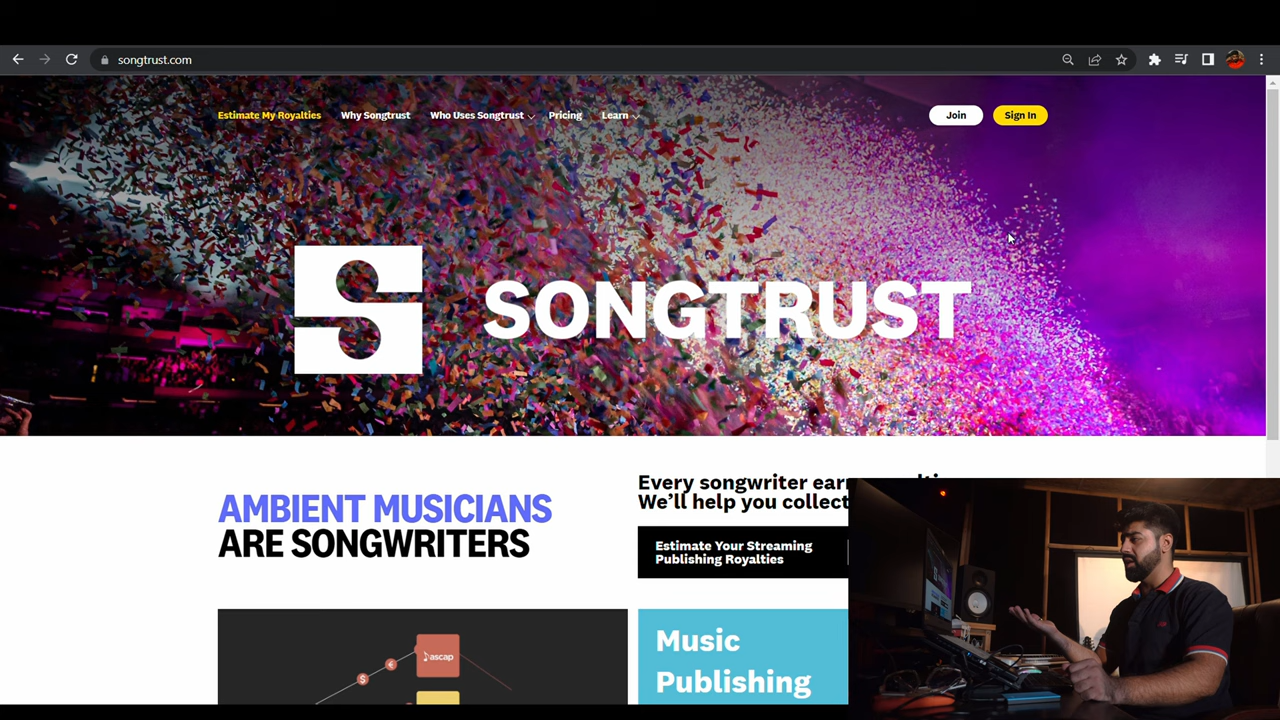 songtrust.com
Estimate My Royalties Why Songtrust Who Uses Songtrust Pricing Learn Join Sign In
SONGTRUST
AMBIENT MUSICIANS
ARE SONGWRITERS
Every songwriter
We'll help you collect
Estimate Your Streaming
Publishing Royalties
ascap
$
€
Music
Publishing